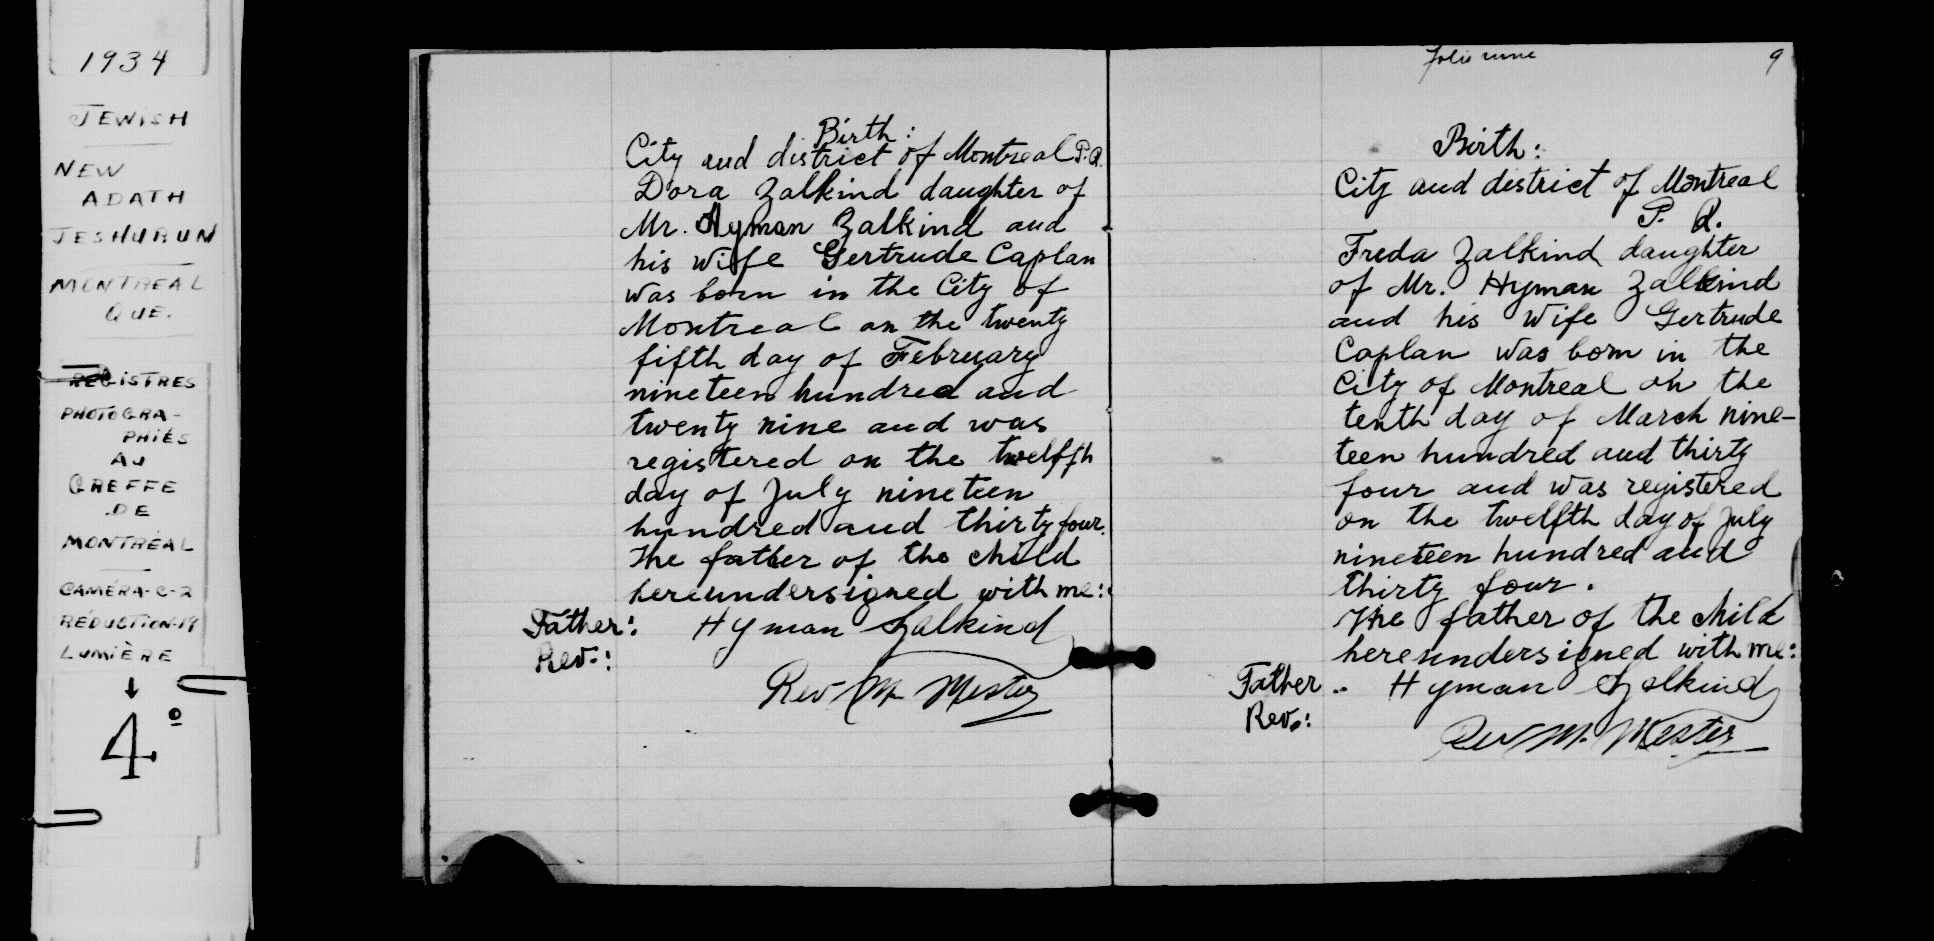 1934
JEWISH
NEW
ADATH
JESHURUN
MONTREAL
QUE.
REGISTRES
PHOTOGRA-
PHIÉS
AU
GREFFE
DE
MONTRÉAL
CAMÉRA-C-2
RÉDUCTION-19
LUMIÈRE
4º
Birth:
City and district of Montreal P.Q.
Dora Zalkind daughter of
Mr. Hyman Zalkind and
his wife Gertrude Caplan
was born in the City of
Montreal on the twenty
fifth day of February
nineteen hundred and
twenty nine and was
registered on the twelfth
day of July nineteen
hundred and thirty four.
The father of the child
hereundersigned with me:
Father: Hyman Zalkind
Rev.:
Rev M. Mester
Folio nine 9
Birth:
City and district of Montreal
P. Q.
Freda Zalkind daughter
of Mr. Hyman Zalkind
and his wife Gertrude
Caplan was born in the
City of Montreal on the
tenth day of March nine-
teen hundred and thirty
four and was registered
on the twelfth day of July
nineteen hundred and
thirty four.
The father of the child
hereundersigned with me:
Father.. Hyman Zalkind
Rev.:
Rev M. Mester